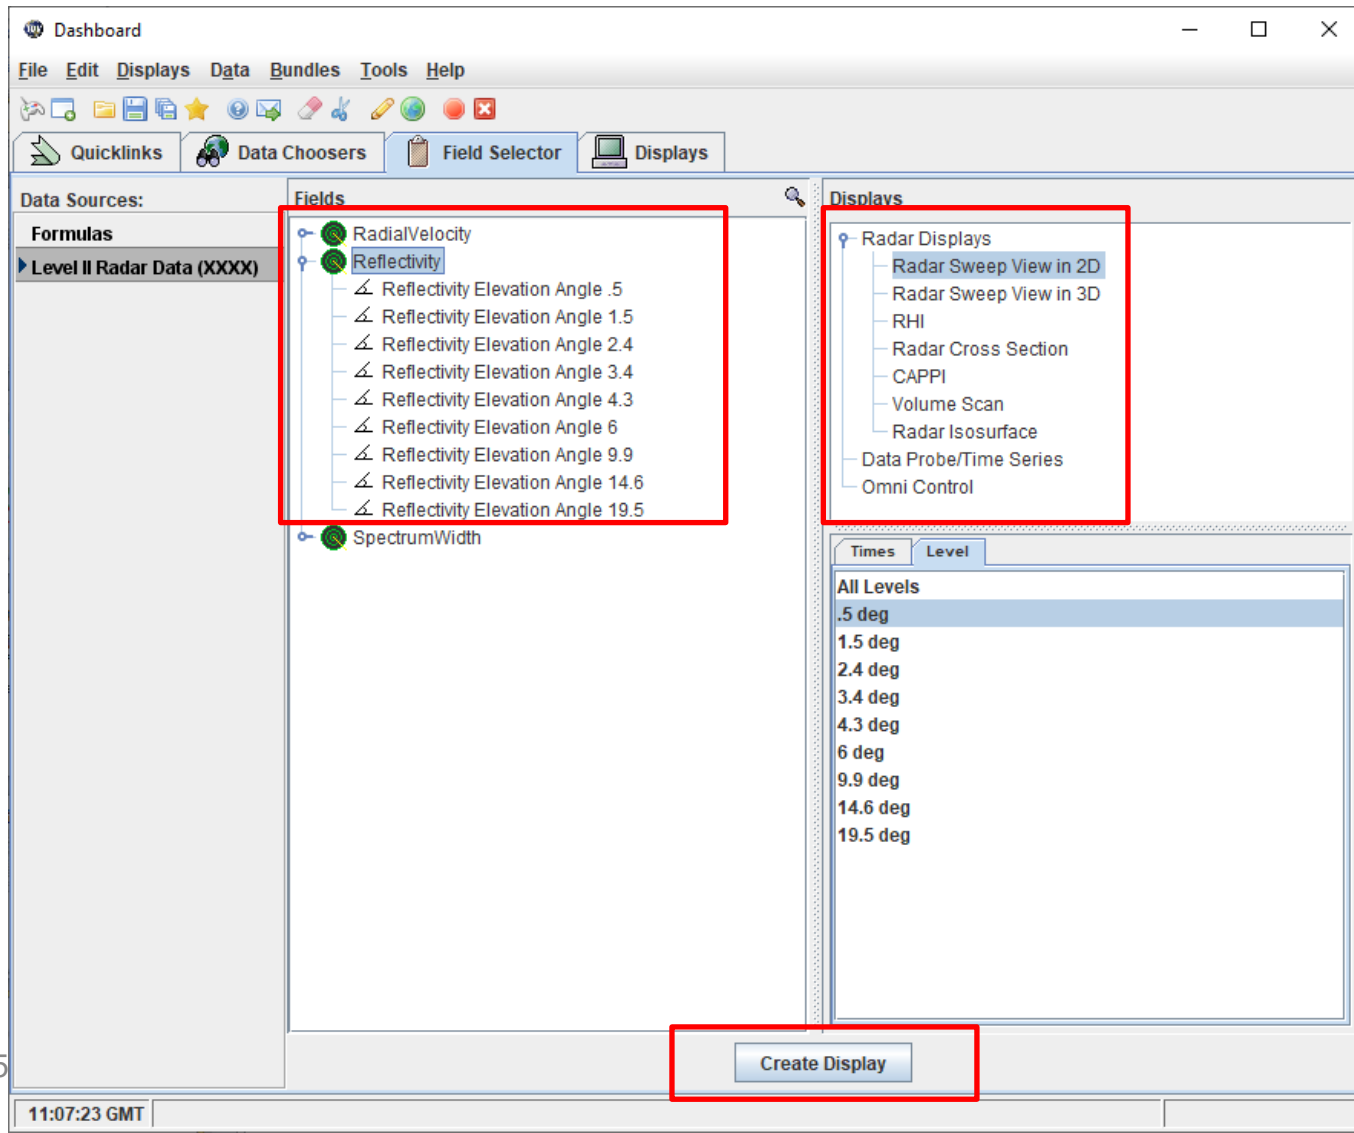 Dashboard
File Edit Displays Data Bundles Tools Help
Quicklinks Data Choosers Field Selector Displays
Data Sources:
Formulas
Level II Radar Data (XXXX)
Fields
RadialVelocity
Reflectivity
Reflectivity Elevation Angle .5
Reflectivity Elevation Angle 1.5
Reflectivity Elevation Angle 2.4
Reflectivity Elevation Angle 3.4
Reflectivity Elevation Angle 4.3
Reflectivity Elevation Angle 6
Reflectivity Elevation Angle 9.9
Reflectivity Elevation Angle 14.6
Reflectivity Elevation Angle 19.5
SpectrumWidth
Displays
Radar Displays
Radar Sweep View in 2D
Radar Sweep View in 3D
RHI
Radar Cross Section
CAPPI
Volume Scan
Radar Isosurface
Data Probe/Time Series
Omni Control
Times Level
All Levels
.5 deg
1.5 deg
2.4 deg
3.4 deg
4.3 deg
6 deg
9.9 deg
14.6 deg
19.5 deg
Create Display
5
11:07:23 GMT